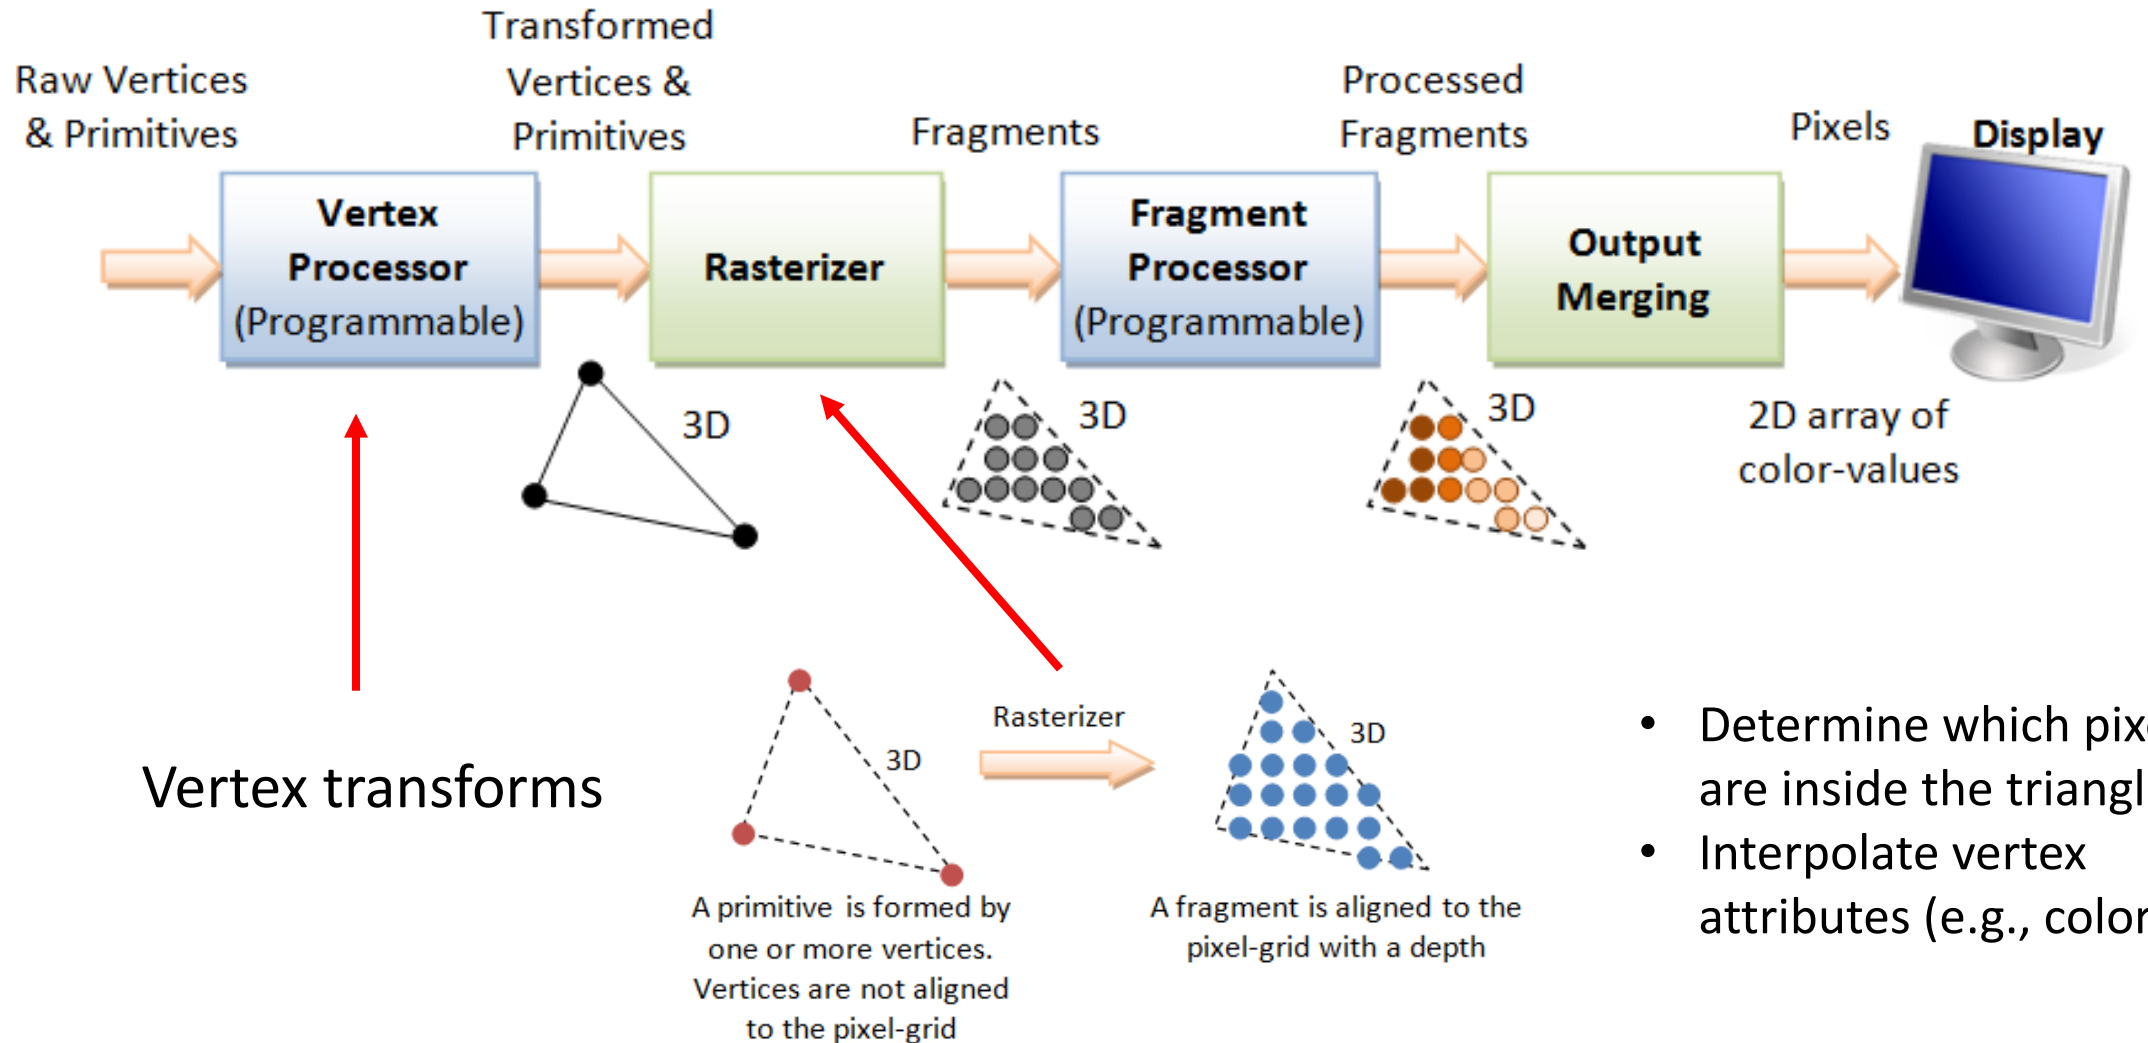 Raw Vertices
& Primitives
Transformed
Vertices &
Primitives
Fragments
Processed
Fragments
Pixels
Display
Vertex
Processor
(Programmable)
Rasterizer
Fragment
Processor
(Programmable)
Output
Merging
3D
3D
3D
2D array of
color-values
Vertex transforms
3D
Rasterizer
3D
A primitive is formed by
one or more vertices.
Vertices are not aligned
to the pixel-grid
A fragment is aligned to the
pixel-grid with a depth
• Determine which
are inside the
• Interpolate vertex
attributes (e.g., color